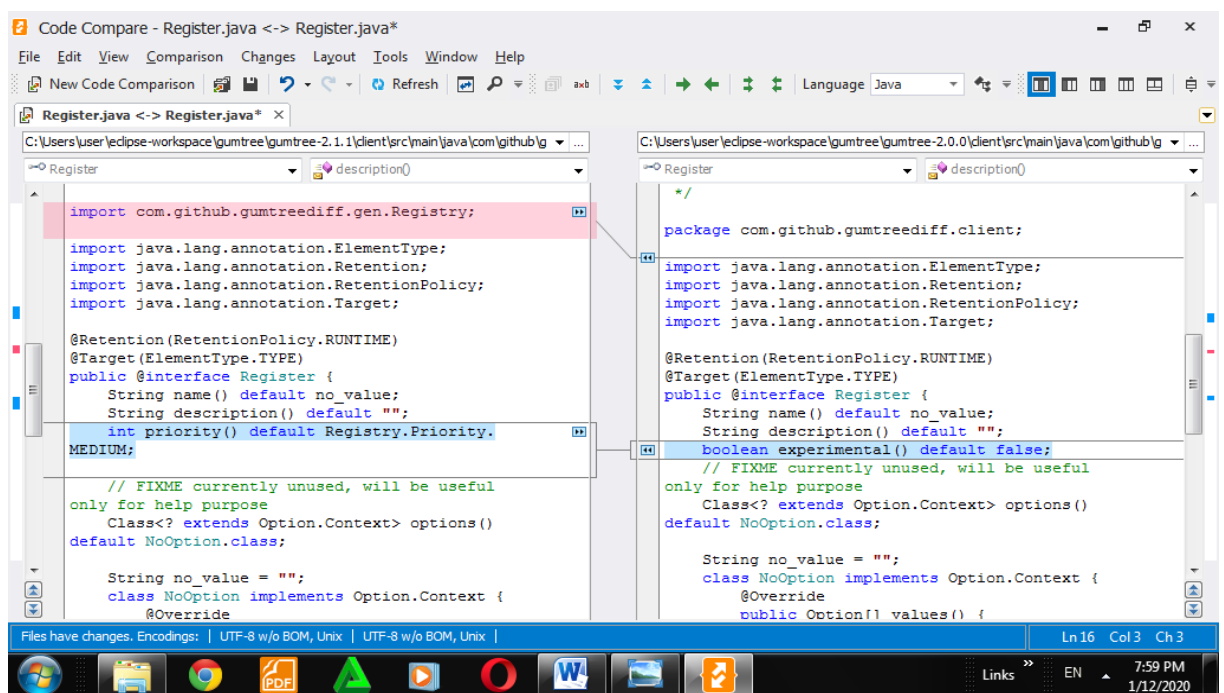 Code Compare - Register.java <-> Register.java*
File Edit View Comparison Changes Layout Tools Window Help
New Code Comparison Refresh axb Language Java
Register.java <-> Register.java*
C:\Users\user\eclipse-workspace\gumtree\gumtree-2.1.1\client\src\main\java\com\github\g ...
Register description()
import com.github.gumtreediff.gen.Registry;
import java.lang.annotation.ElementType;
import java.lang.annotation.Retention;
import java.lang.annotation.RetentionPolicy;
import java.lang.annotation.Target;
@Retention(RetentionPolicy.RUNTIME)
@Target(ElementType.TYPE)
public @interface Register {
String name() default no_value;
String description() default "";
int priority() default Registry.Priority.
MEDIUM;
// FIXME currently unused, will be useful
only for help purpose
Class<? extends Option.Context> options()
default NoOption.class;
String no_value = "";
class NoOption implements Option.Context {
@Override
C:\Users\user\eclipse-workspace\gumtree\gumtree-2.0.0\client\src\main\java\com\github\g ...
Register description()
*/
package com.github.gumtreediff.client;
import java.lang.annotation.ElementType;
import java.lang.annotation.Retention;
import java.lang.annotation.RetentionPolicy;
import java.lang.annotation.Target;
@Retention(RetentionPolicy.RUNTIME)
@Target(ElementType.TYPE)
public @interface Register {
String name() default no_value;
String description() default "";
boolean experimental() default false;
// FIXME currently unused, will be useful
only for help purpose
Class<? extends Option.Context> options()
default NoOption.class;
String no_value = "";
class NoOption implements Option.Context {
@Override
public Option[] values() {
Files have changes. Encodings: | UTF-8 w/o BOM, Unix | UTF-8 w/o BOM, Unix |
Ln 16 Col 3 Ch 3
PDF
W
Links » EN 7:59 PM
1/12/2020